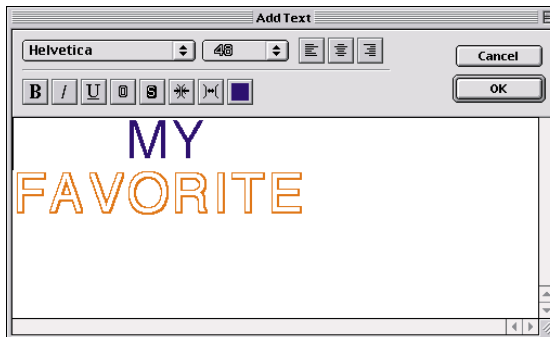 Add Text
Helvetica 48
Cancel
B I U O S
OK
MY
FAVORITE